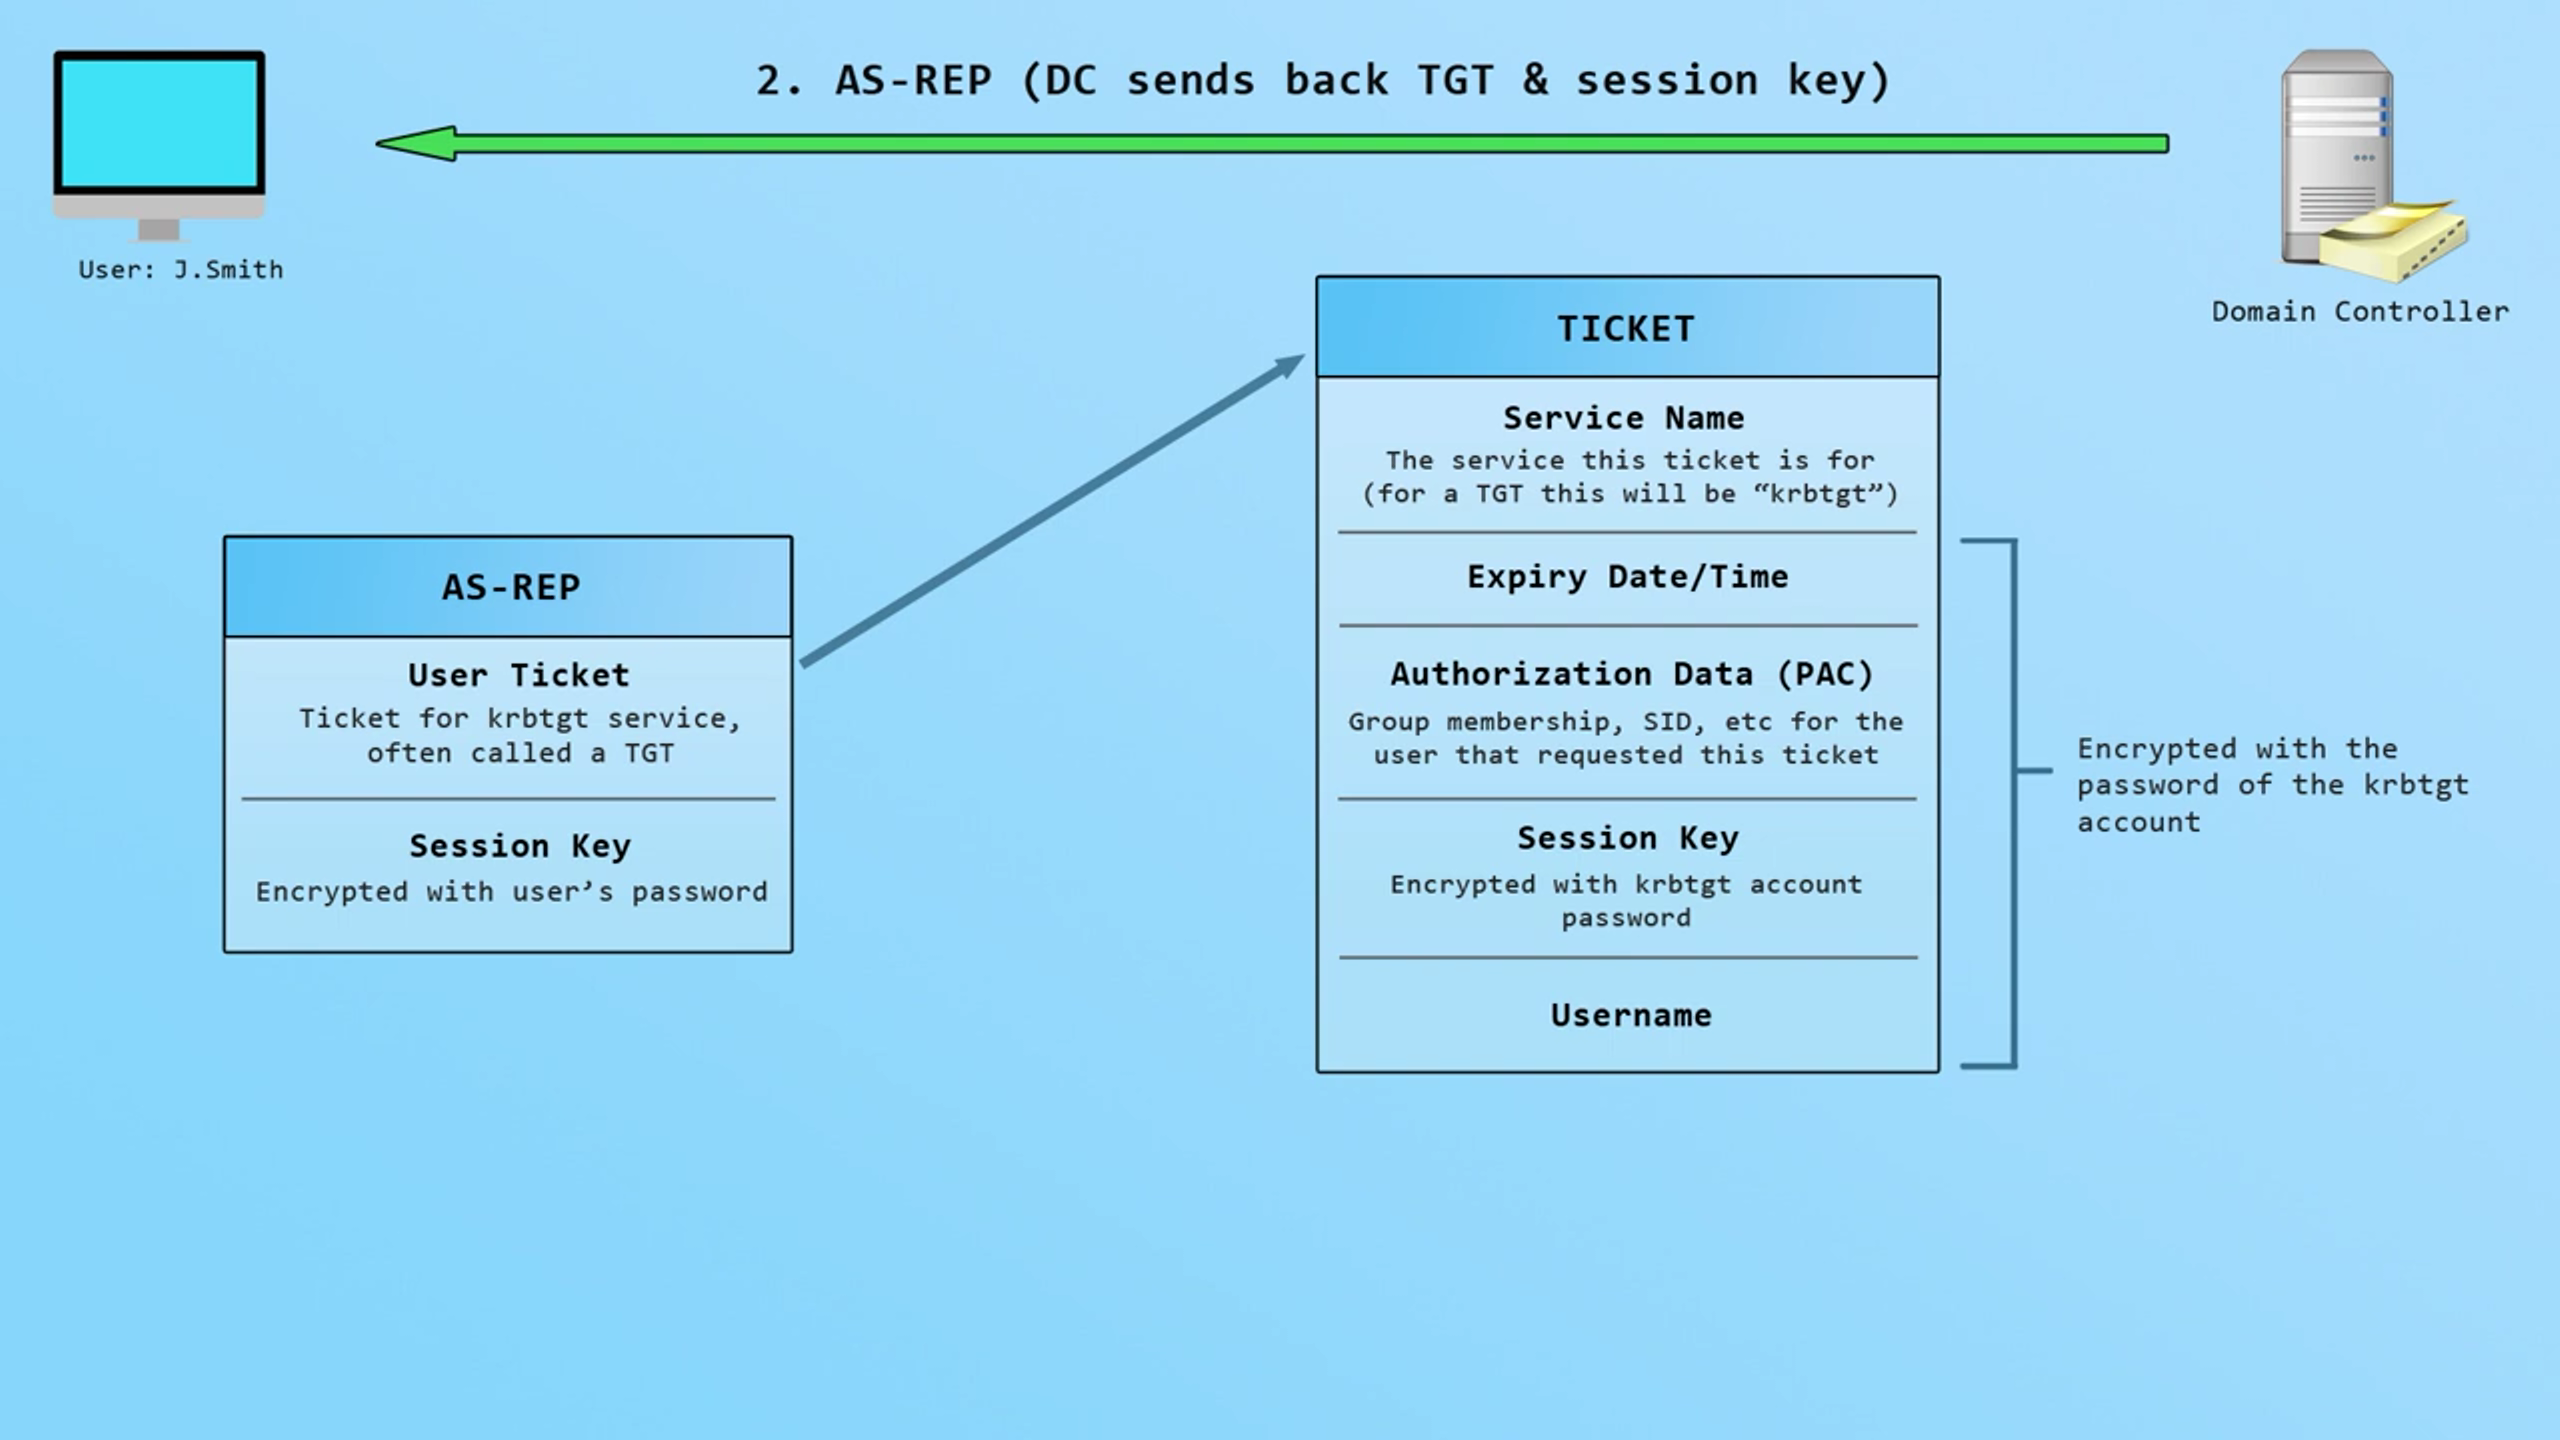 2. AS-REP (DC sends back TGT & session key)
User: J.Smith
Domain Controller
AS-REP
User Ticket
Ticket for krbtgt service,
often called a TGT
Session Key
Encrypted with user’s password
TICKET
Service Name
The service this ticket is for
(for a TGT this will be “krbtgt”)
Expiry Date/Time
Authorization Data (PAC)
Group membership, SID, etc for the
user that requested this ticket
Session Key
Encrypted with krbtgt account
password
Username
Encrypted with the
password of the krbtgt
account